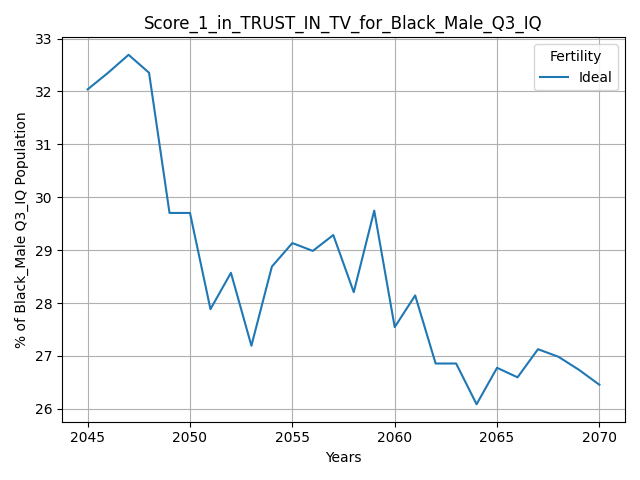 Score_1_in_TRUST_IN_TV_for_Black_Male_Q3_IQ
% of Black_Male Q3_IQ Population
33
32
31
30
29
28
27
26
Fertility
Ideal
2045 2050 2055 2060 2065 2070
Years